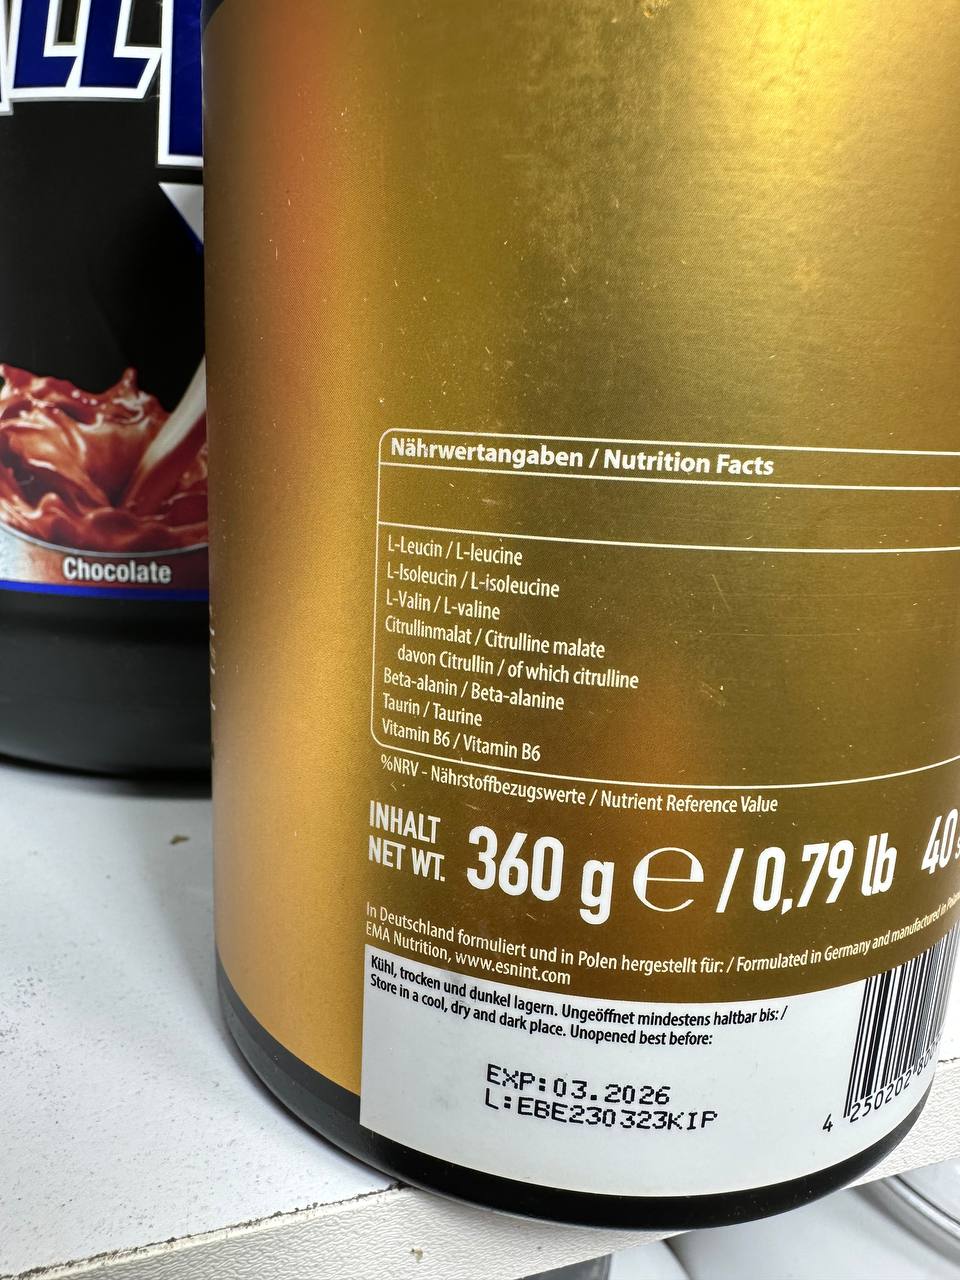 Chocolate
Nährwertangaben / Nutrition Facts
L-Leucin / L-leucine
L-Isoleucin / L-isoleucine
L-Valin / L-valine
Citrullinmalat / Citrulline malate
davon Citrullin / of which citrulline
Beta-alanin / Beta-alanine
Taurin / Taurine
Vitamin B6 / Vitamin B6
%NRV - Nährstoffbezugswerte / Nutrient Reference Value
INHALT
NET WT. 360 g ℮ / 0,79 lb 40
In Deutschland formuliert und in Polen hergestellt für: / Formulated in Germany and manufactured in
EMA Nutrition, www.esnint.com
Kühl, trocken und dunkel lagern. Ungeöffnet mindestens haltbar bis: /
Store in a cool, dry and dark place. Unopened best before:
EXP:03.2026
L:EBE230323KIP
4 250202